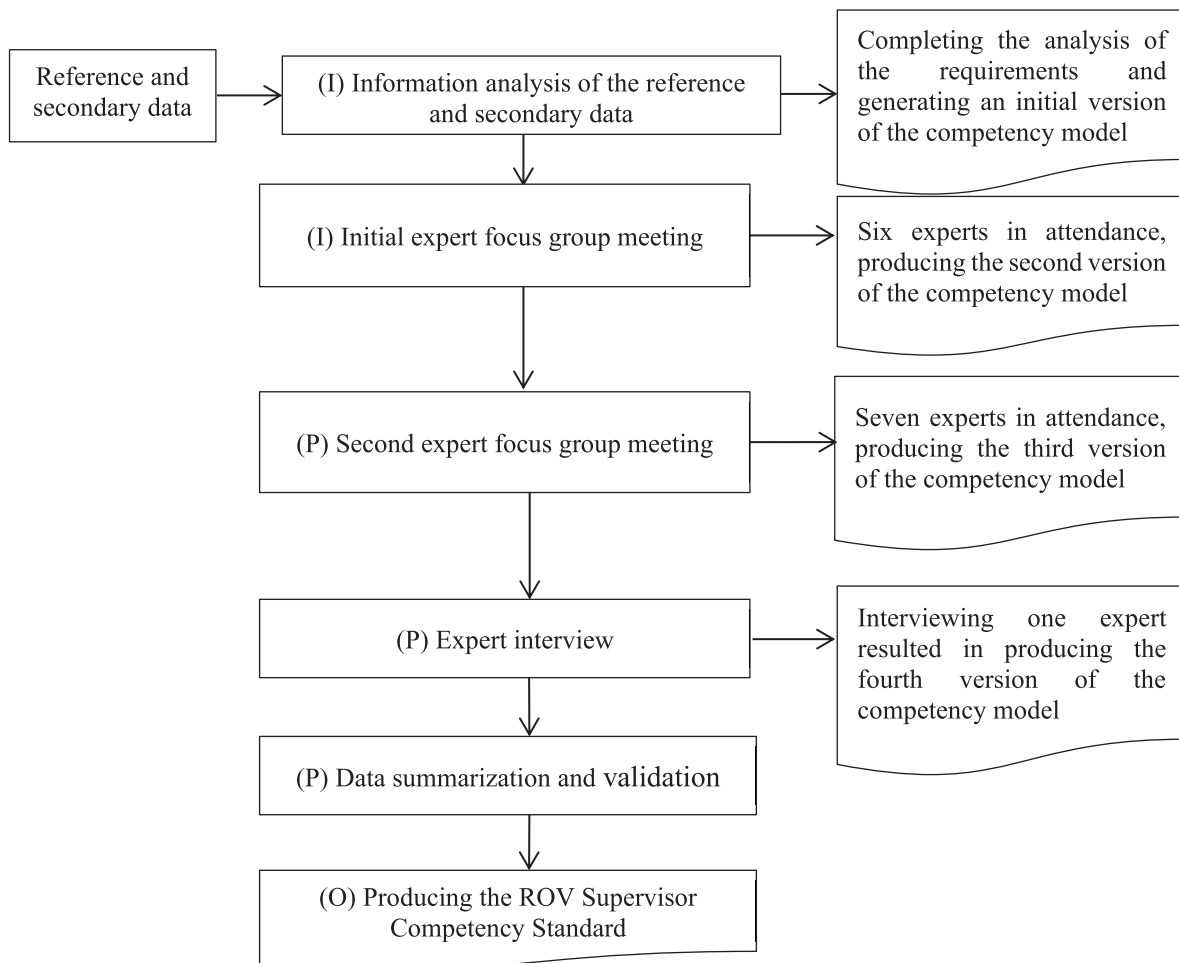 Reference and
secondary data
(I) Information analysis of the reference
and secondary data
Completing the analysis of
the requirements and
generating an initial version
of the competency model
(I) Initial expert focus group meeting
Six experts in attendance,
producing the second version
of the competency model
(P) Second expert focus group meeting
Seven experts in attendance,
producing the third version
of the competency model
(P) Expert interview
Interviewing one expert
resulted in producing the
fourth version of the
competency model
(P) Data summarization and validation
(O) Producing the ROV Supervisor
Competency Standard